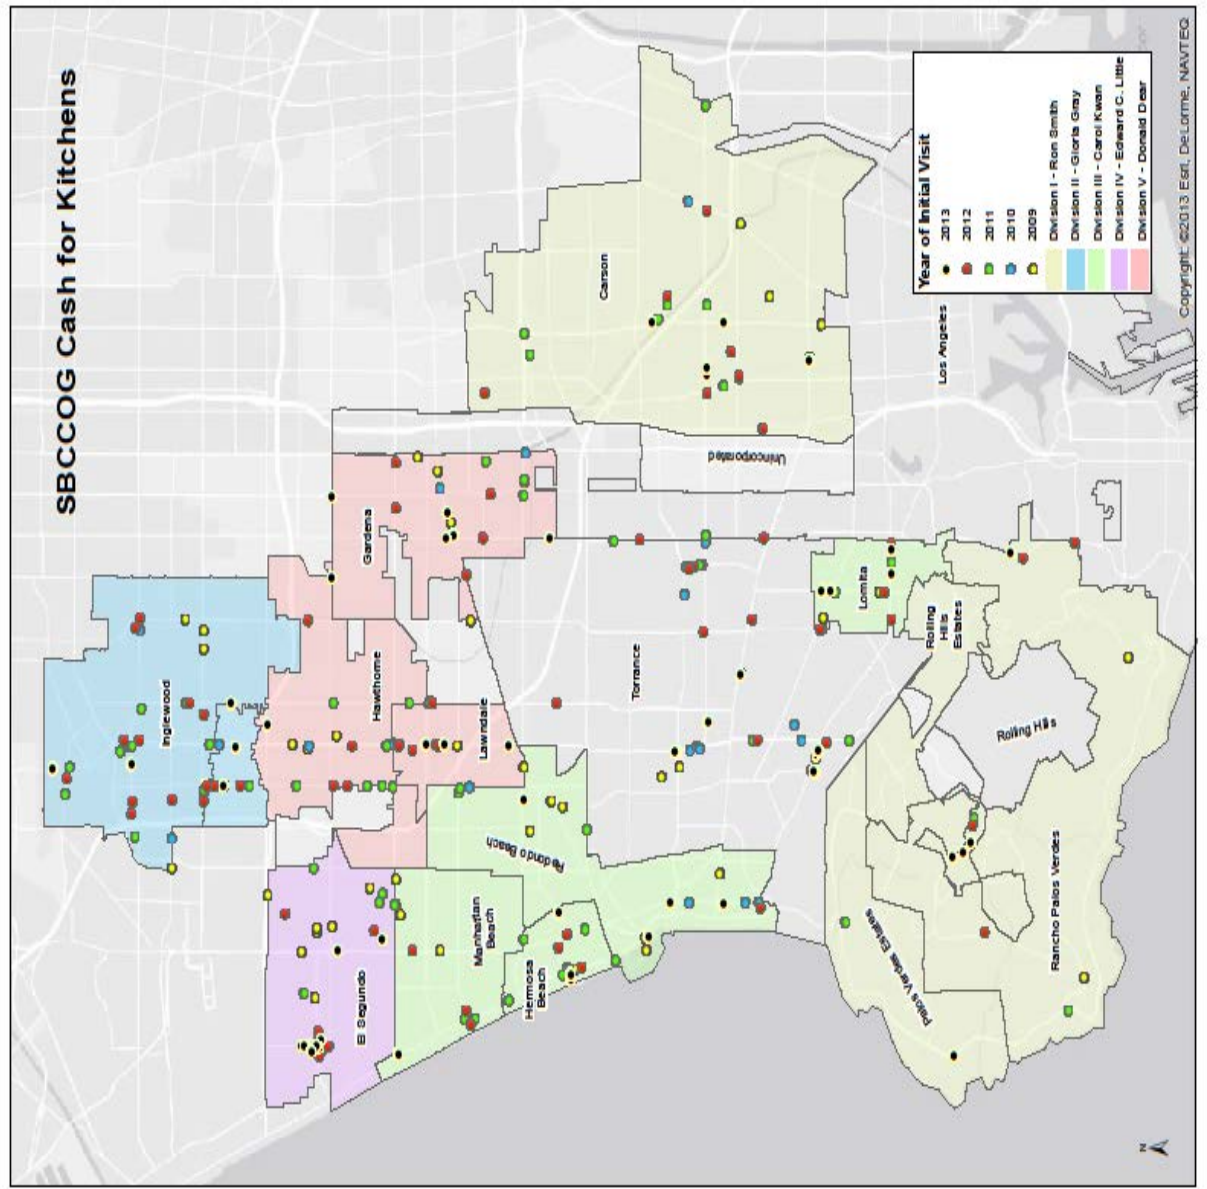 SBCCOG Cash for Kitchens
Inglewood
Gardena
Hawthorne
Lawndale
El Segundo
Manhattan
Beach
Hermosa
Beach
Redondo Beach
Torrance
Carson
Unincorporated
Lomita
Rolling
Hills
Estates
Rolling Hills
Palos Verdes Estates
Rancho Palos Verdes
Los Angeles
Year of Initial Visit
2013
2012
2011
2010
2009
Division I - Ron Smith
Division II - Gloria Gray
Division III - Carol Kwan
Division IV - Edward C. Little
Division V - Donald Dear
Copyright: ©2013 Esri, DeLorme, NAVTEQ
N